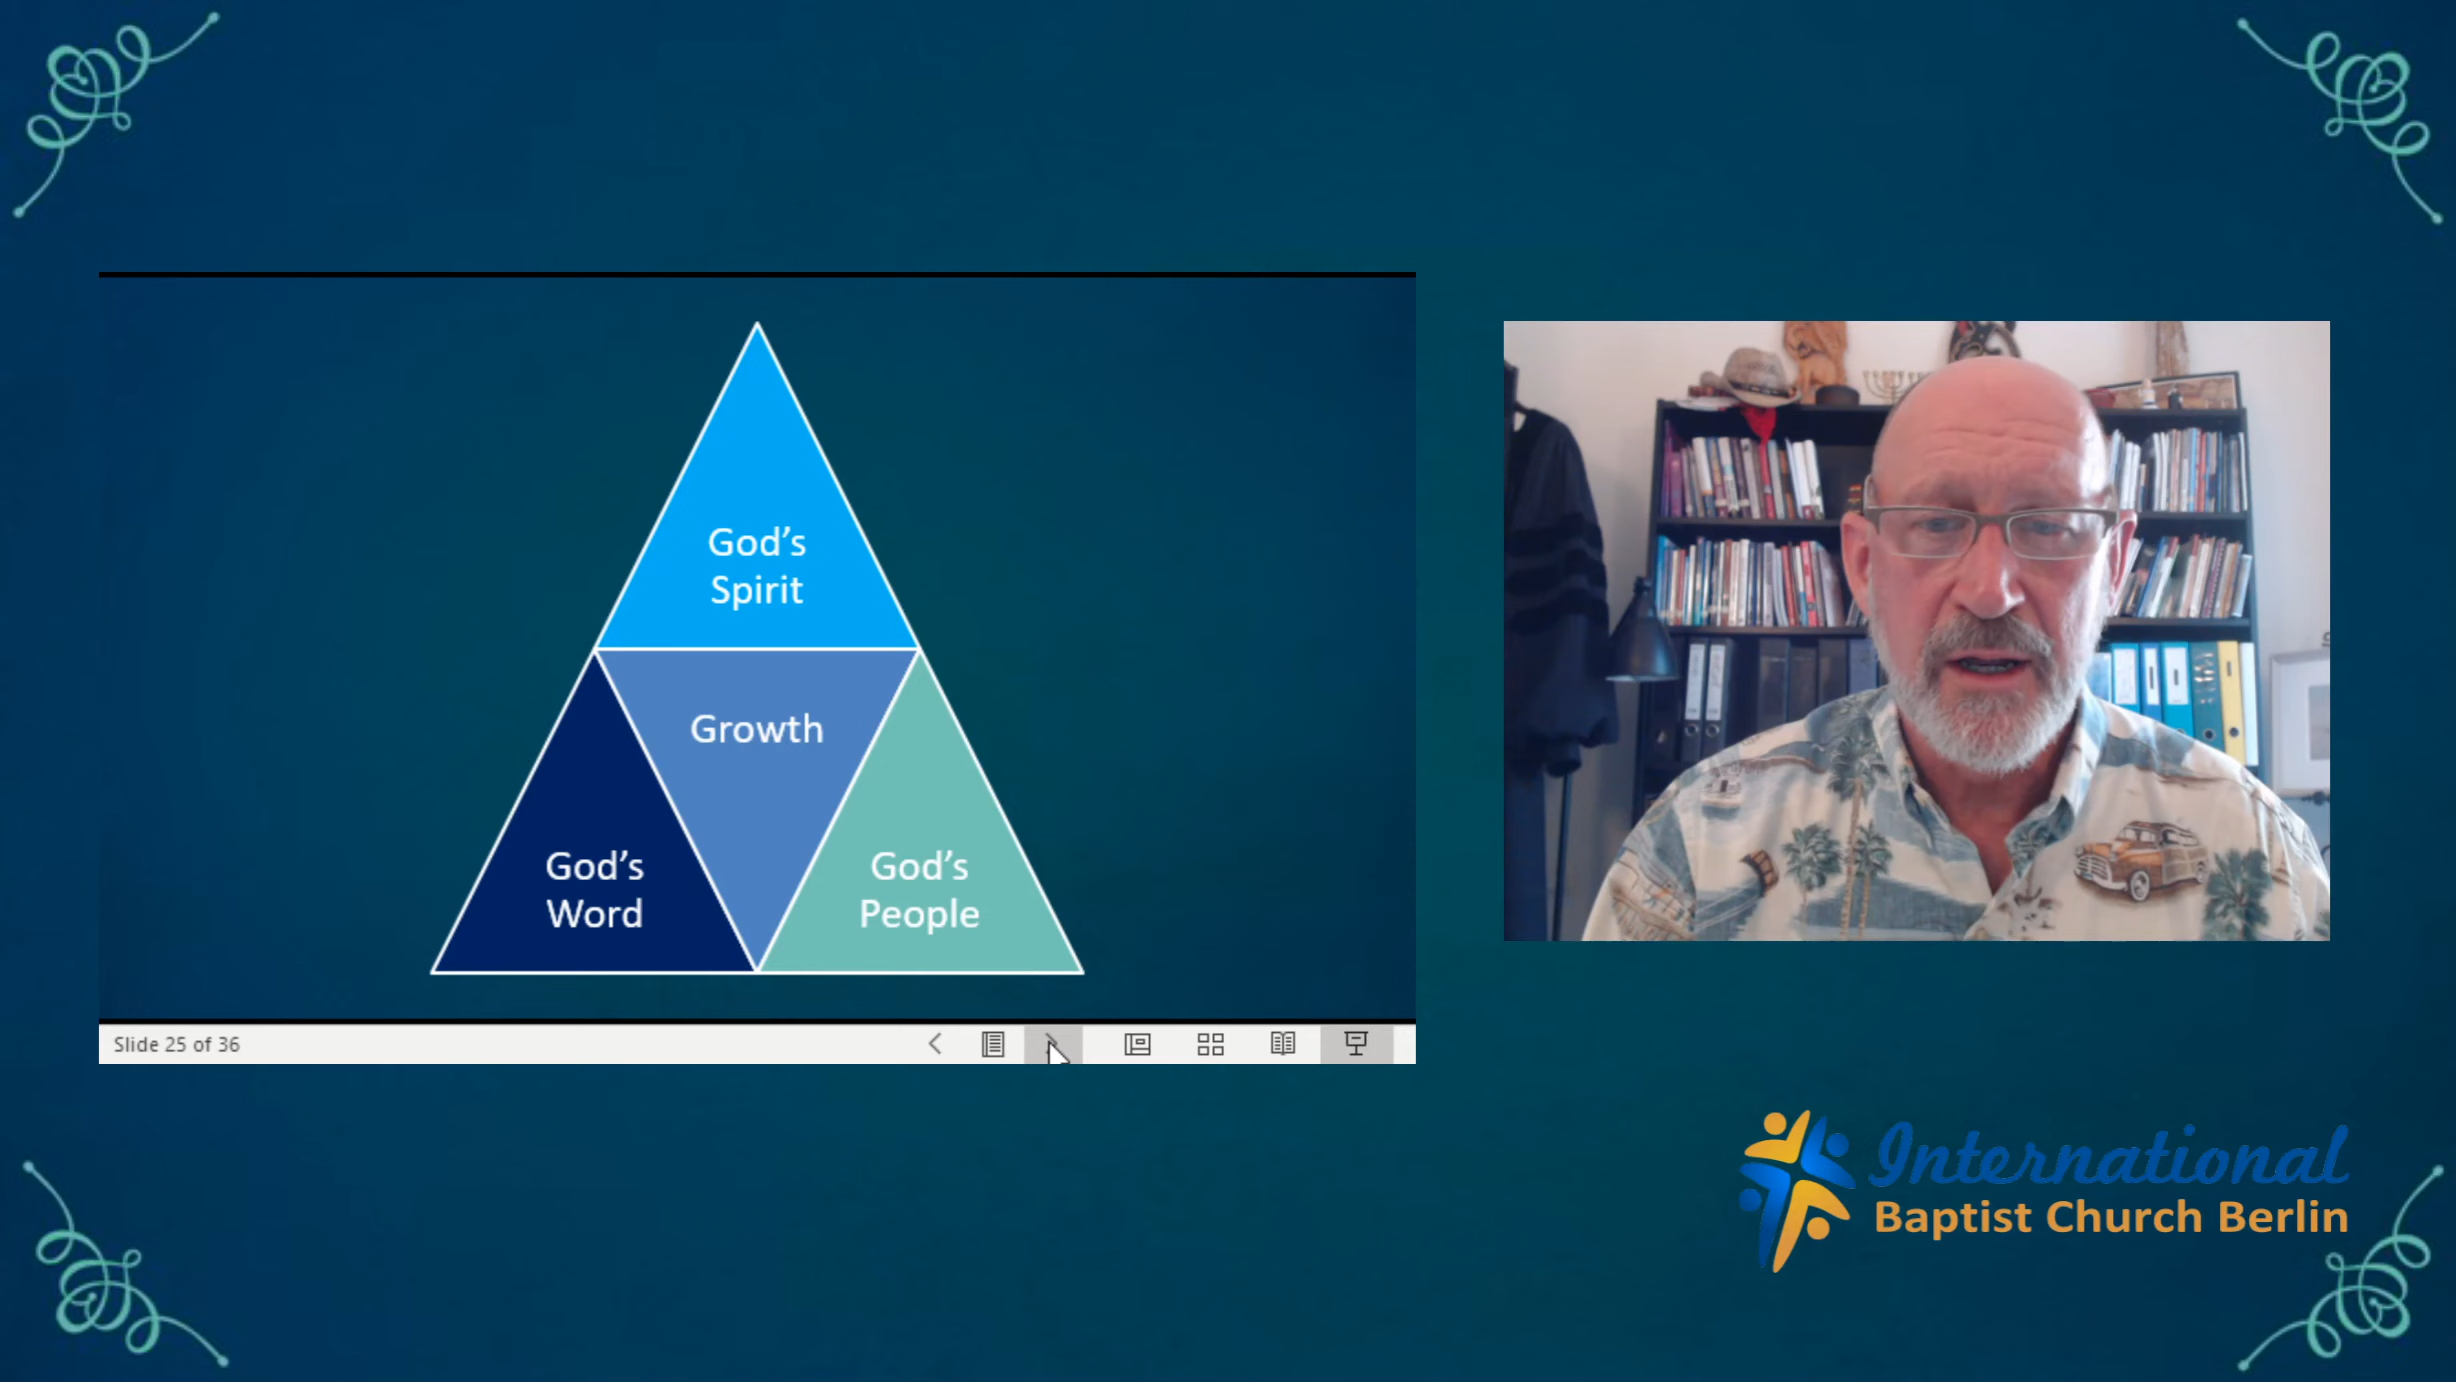 God's
Spirit
Growth
God's
Word
God's
People
Slide 25 of 36
International
Baptist Church Berlin